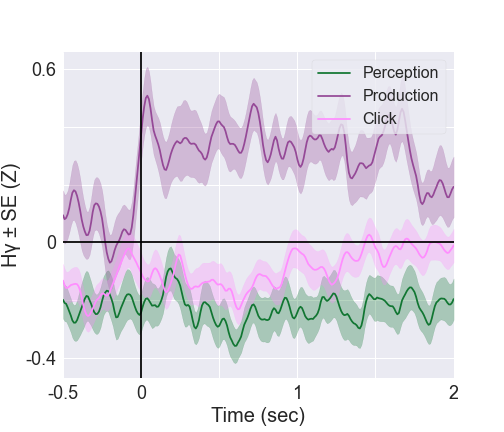 Perception
Production
Click
0.6
0
-0.4
Hγ ± SE (Z)
-0.5
0
1
2
Time (sec)